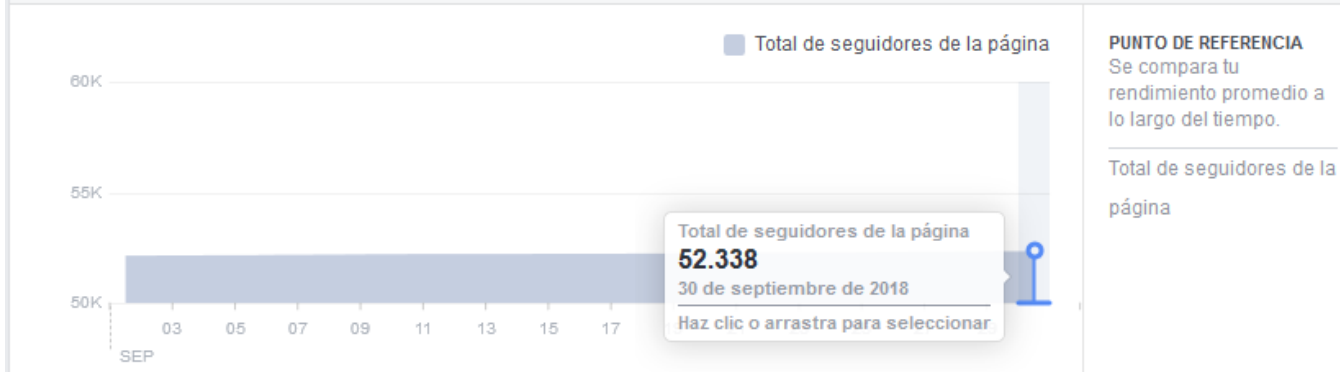 Total de seguidores de la página
60K
55K
50K
03 05 07 09 11 13 15 17
SEP
Total de seguidores de la página
52.338
30 de septiembre de 2018
Haz clic o arrastra para seleccionar
PUNTO DE REFERENCIA
Se compara tu
rendimiento promedio a
lo largo del tiempo.
Total de seguidores de la
página